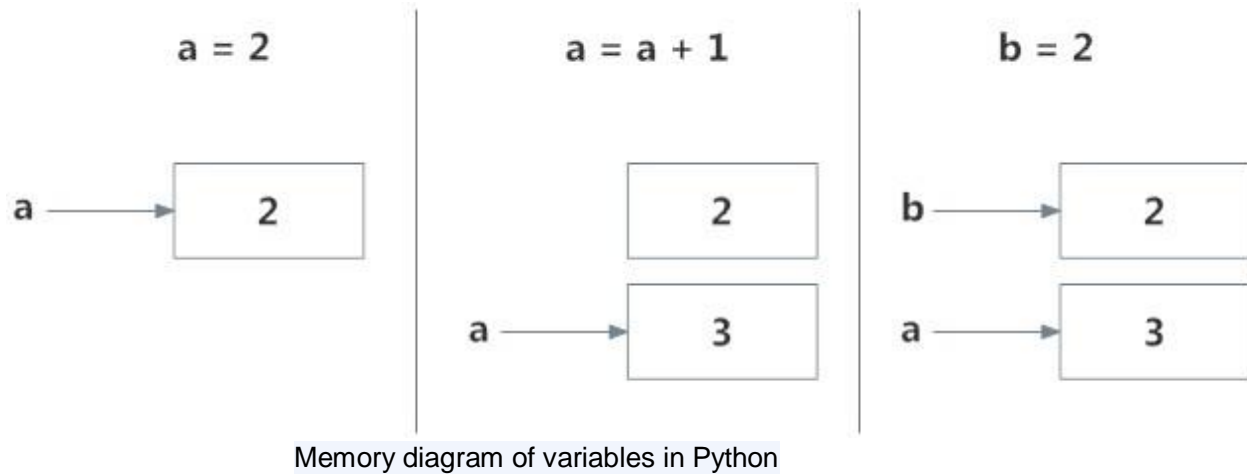 a = 2
a
2
a = a + 1
2
a
3
b = 2
b
2
a
3
Memory diagram of variables in Python